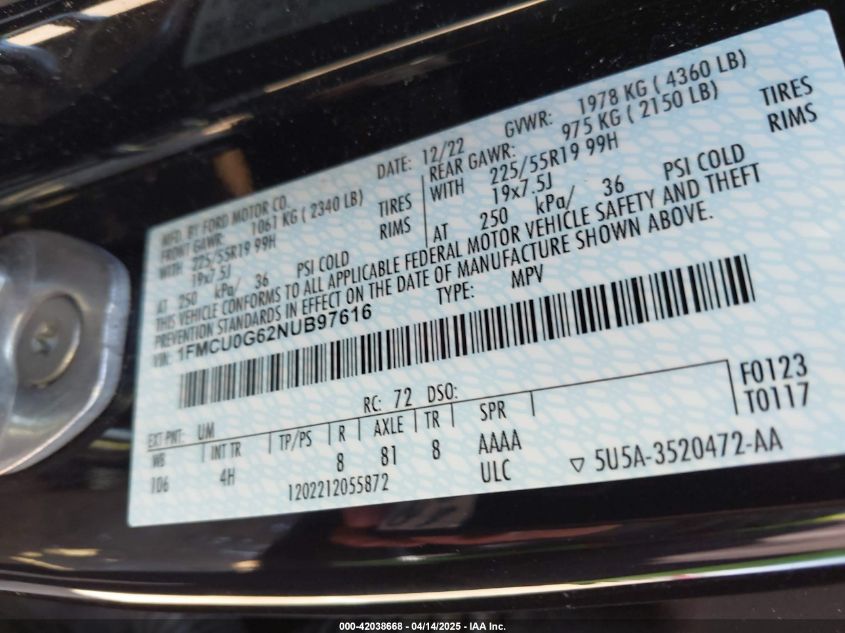 MFD. BY FORD MOTOR CO.
DATE: 12/22
GVWR: 1978 KG ( 4360 LB)
FRONT GAWR: 1061 KG ( 2340 LB)
REAR GAWR: 975 KG ( 2150 LB)
WITH 225/55R19 99H TIRES
WITH 225/55R19 99H TIRES
19x7.5J RIMS
19x7.5J RIMS
AT 250 kPa/ 36 PSI COLD
AT 250 kPa/ 36 PSI COLD
THIS VEHICLE CONFORMS TO ALL APPLICABLE FEDERAL MOTOR VEHICLE SAFETY AND THEFT
PREVENTION STANDARDS IN EFFECT ON THE DATE OF MANUFACTURE SHOWN ABOVE.
VIN: 1FMCU0G62NUB97616
TYPE: MPV
F0123
T0117
EXT PNT: UM RC: 72 DSO:
WB INT TR TP/PS R AXLE TR SPR
106 4H 8 81 8 AAAA
1202212055872 ULC
▽ 5U5A-3520472-AA
000-42038668 - 04/14/2025 - IAA Inc.